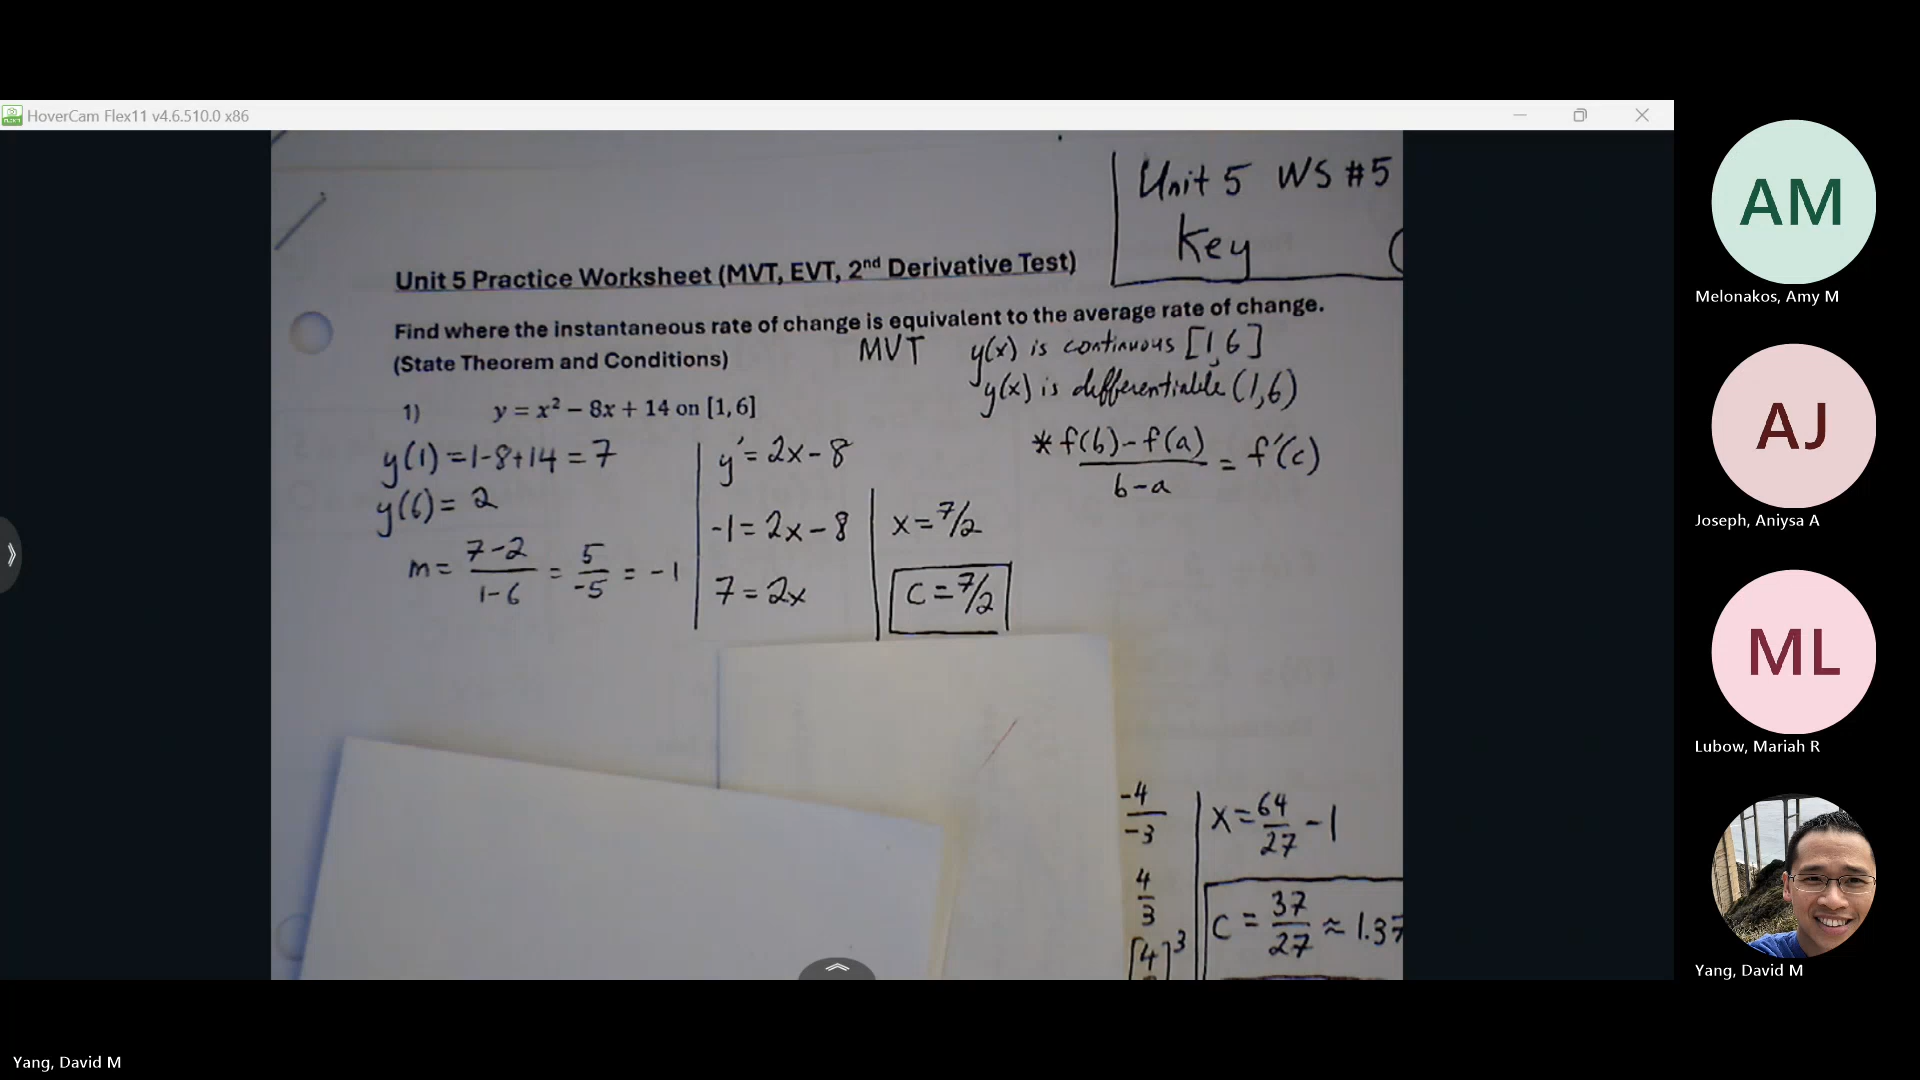 HoverCam Flex11 v4.6.510.0 x86
Unit 5 WS #5
Key
Unit 5 Practice Worksheet (MVT, EVT, 2nd Derivative Test)
Find where the instantaneous rate of change is equivalent to the average rate of change.
(State Theorem and Conditions)
MVT
y(x) is continuous [1,6]
y(x) is differentiable (1,6)
1) y = x² − 8x + 14 on [1, 6]
y(1) = 1-8+14 = 7
y(6) = 2
m = 7-2 / 1-6 = 5/-5 = -1
y' = 2x - 8
-1 = 2x - 8
7 = 2x
x = 7/2
c = 7/2
* f(b)-f(a) / b-a = f'(c)
-4/-3
4/3
[4]³
x = 64/27 - 1
c = 37/27 ≈ 1.37
AM
Melonakos, Amy M
AJ
Joseph, Aniysa A
ML
Lubow, Mariah R
Yang, David M
Yang, David M